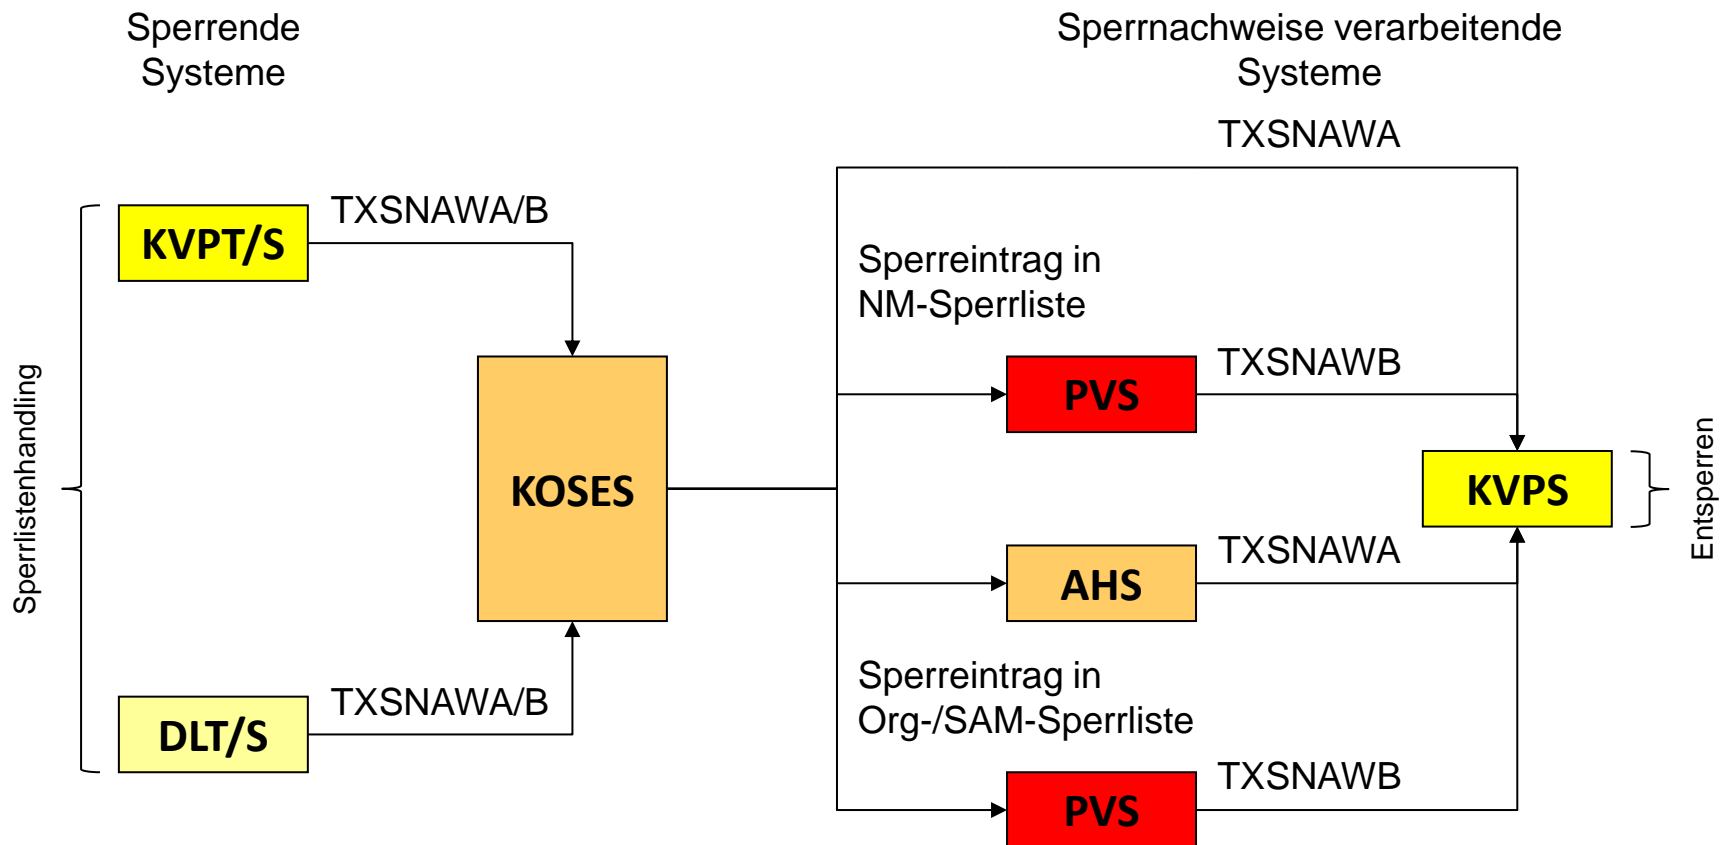 Sperrende
Systeme
Sperrnachweise verarbeitende
Systeme
TXSNAWA
KVPT/S
TXSNAWA/B
Sperreintrag in
NM-Sperrliste
PVS
TXSNAWB
Sperrlistenhandling
KOSES
KVPS
Entsperren
AHS
TXSNAWA
Sperreintrag in
Org-/SAM-Sperrliste
DLT/S
TXSNAWA/B
PVS
TXSNAWB